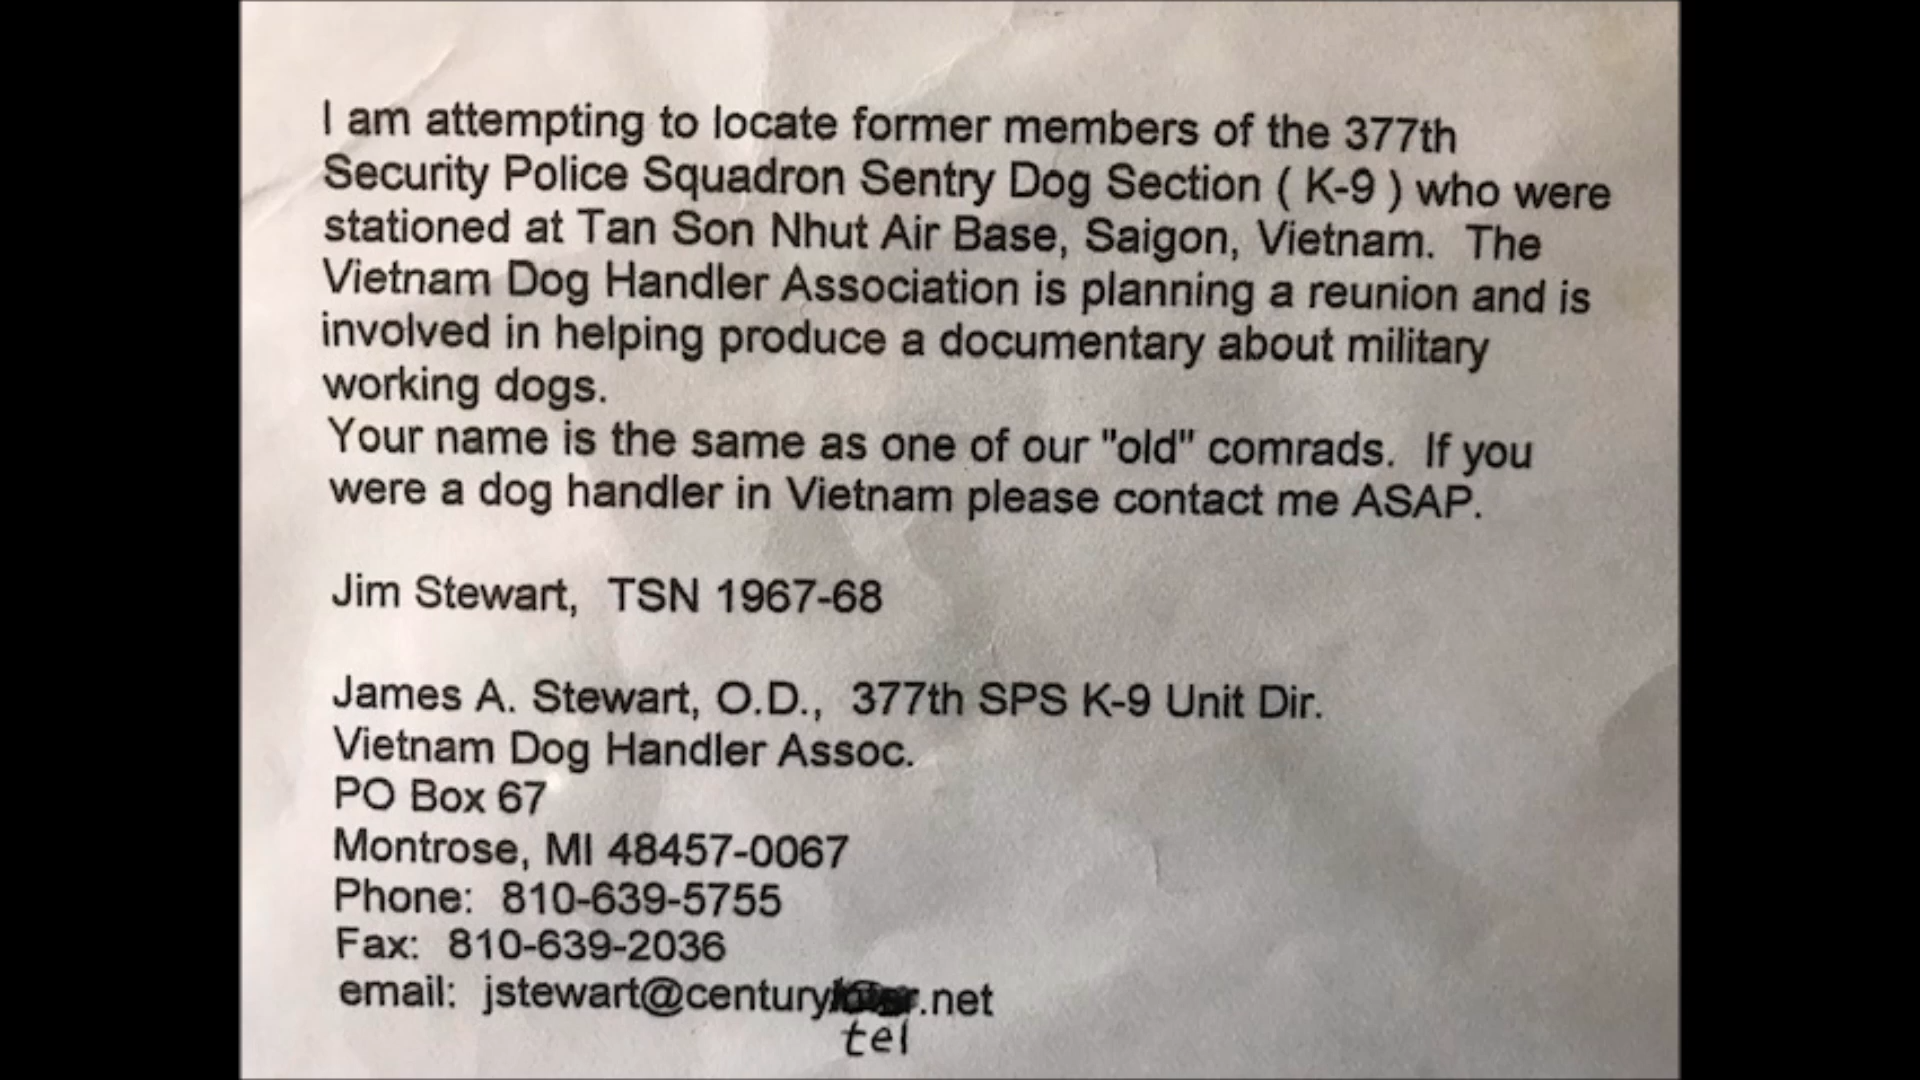 I am attempting to locate former members of the 377th
Security Police Squadron Sentry Dog Section ( K-9 ) who were
stationed at Tan Son Nhut Air Base, Saigon, Vietnam. The
Vietnam Dog Handler Association is planning a reunion and is
involved in helping produce a documentary about military
working dogs.
Your name is the same as one of our "old" comrads. If you
were a dog handler in Vietnam please contact me ASAP.
Jim Stewart, TSN 1967-68
James A. Stewart, O.D., 377th SPS K-9 Unit Dir.
Vietnam Dog Handler Assoc.
PO Box 67
Montrose, MI 48457-0067
Phone: 810-639-5755
Fax: 810-639-2036
email: jstewart@century .net
tel